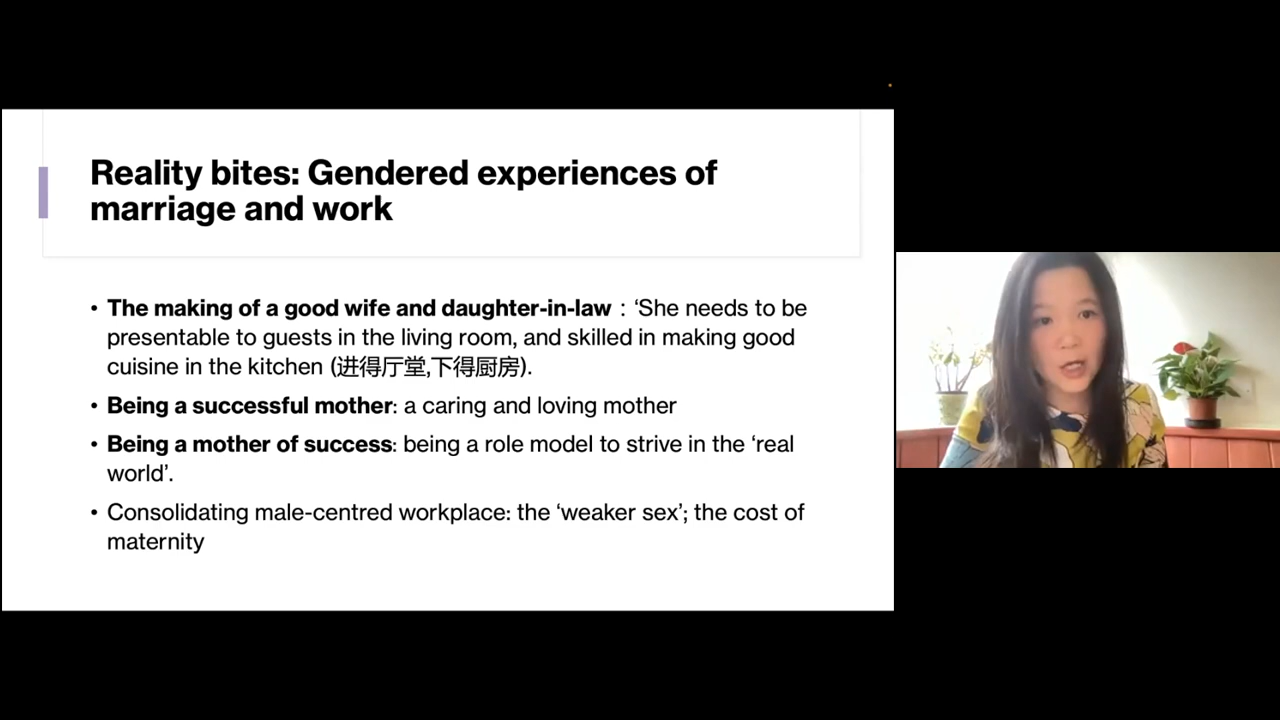 Reality bites: Gendered experiences of
marriage and work
• The making of a good wife and daughter-in-law：‘She needs to be
presentable to guests in the living room, and skilled in making good
cuisine in the kitchen (进得厅堂,下得厨房).
• Being a successful mother: a caring and loving mother
• Being a mother of success: being a role model to strive in the ‘real
world’.
• Consolidating male-centred workplace: the ‘weaker sex’; the cost of
maternity